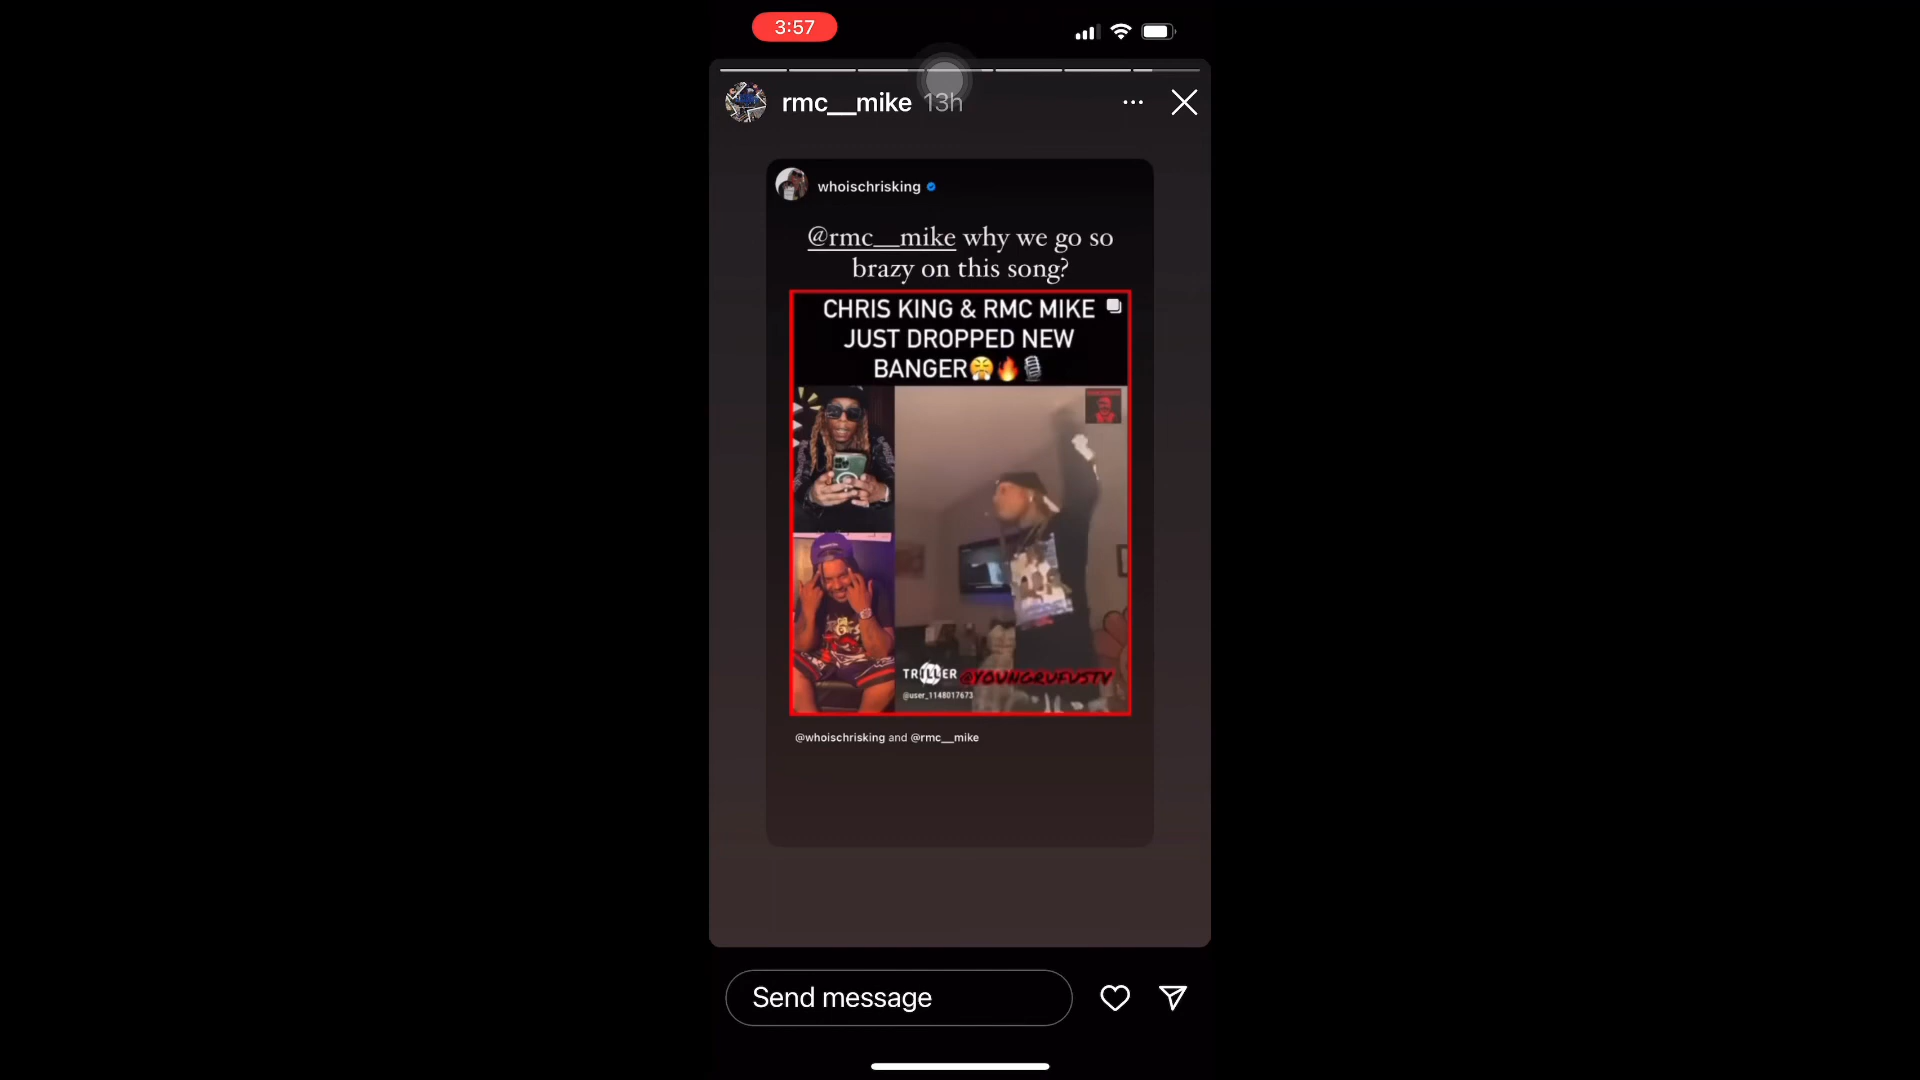 3:57
rmc__mike 13h
whoischrisking
@rmc__mike why we go so
brazy on this song?
CHRIS KING & RMC MIKE
JUST DROPPED NEW
BANGER😤🔥🎙️
TRILLER @YOUNGRUFUSTV
@user_1148017673
@whoischrisking and @rmc__mike
Send message